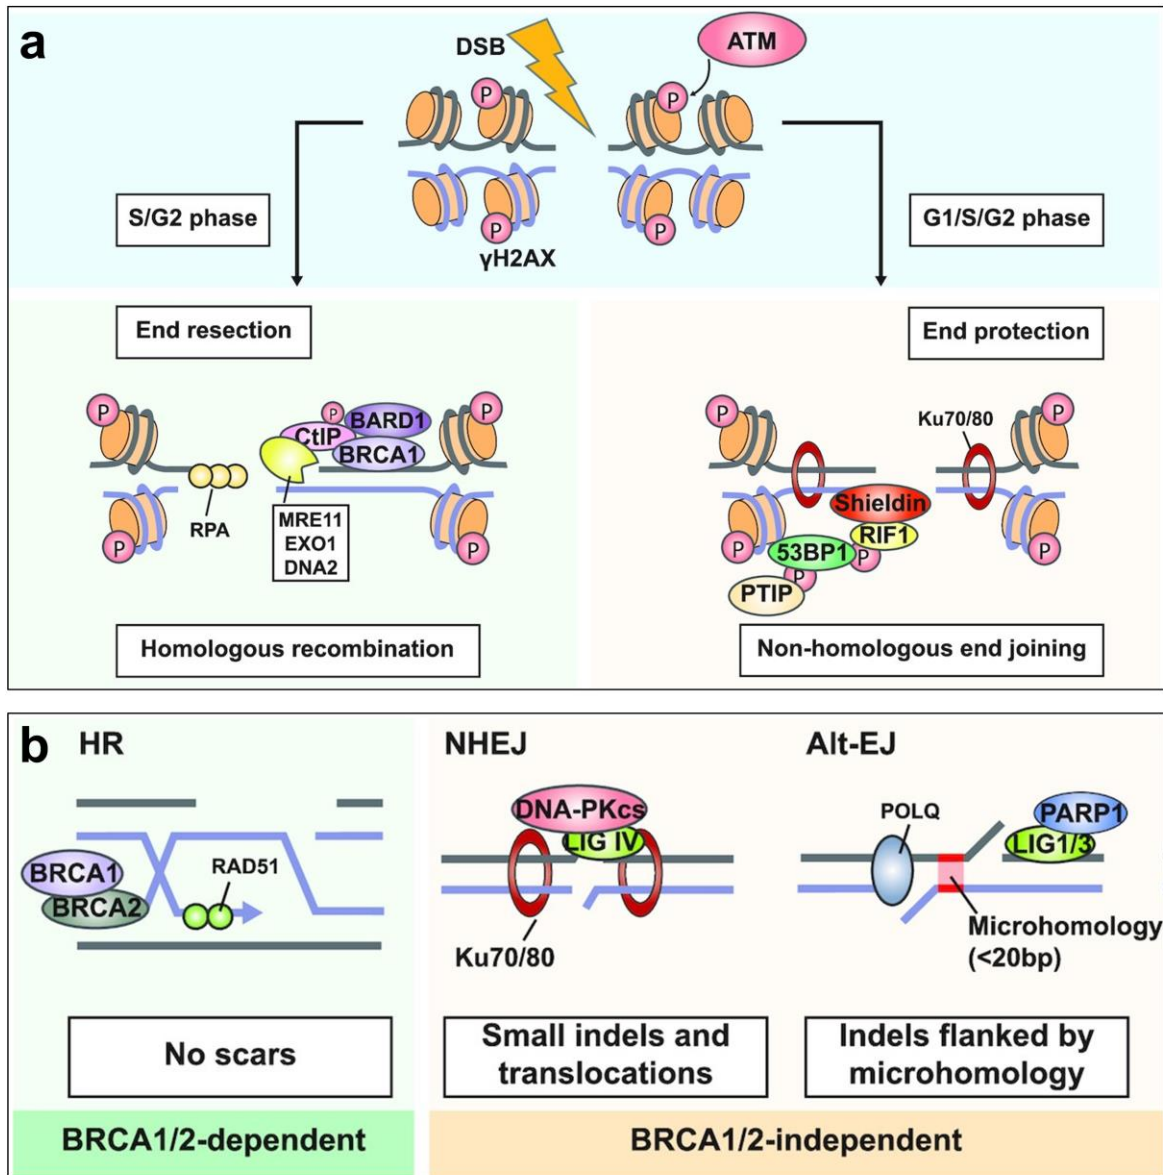 a
DSB
ATM
P
P
P
P
γH2AX
S/G2 phase
G1/S/G2 phase
End resection
End protection
P
P
P
BARD1
CtIP
BRCA1
RPA
MRE11
EXO1
DNA2
P
P
Homologous recombination
P
P
Ku70/80
Shieldin
RIF1
53BP1
P
P
PTIP
P
P
Non-homologous end joining
b
HR
NHEJ
Alt-EJ
BRCA1
BRCA2
RAD51
DNA-PKcs
LIG IV
Ku70/80
POLQ
PARP1
LIG1/3
Microhomology
(<20bp)
No scars
Small indels and
translocations
Indels flanked by
microhomology
BRCA1/2-dependent
BRCA1/2-independent